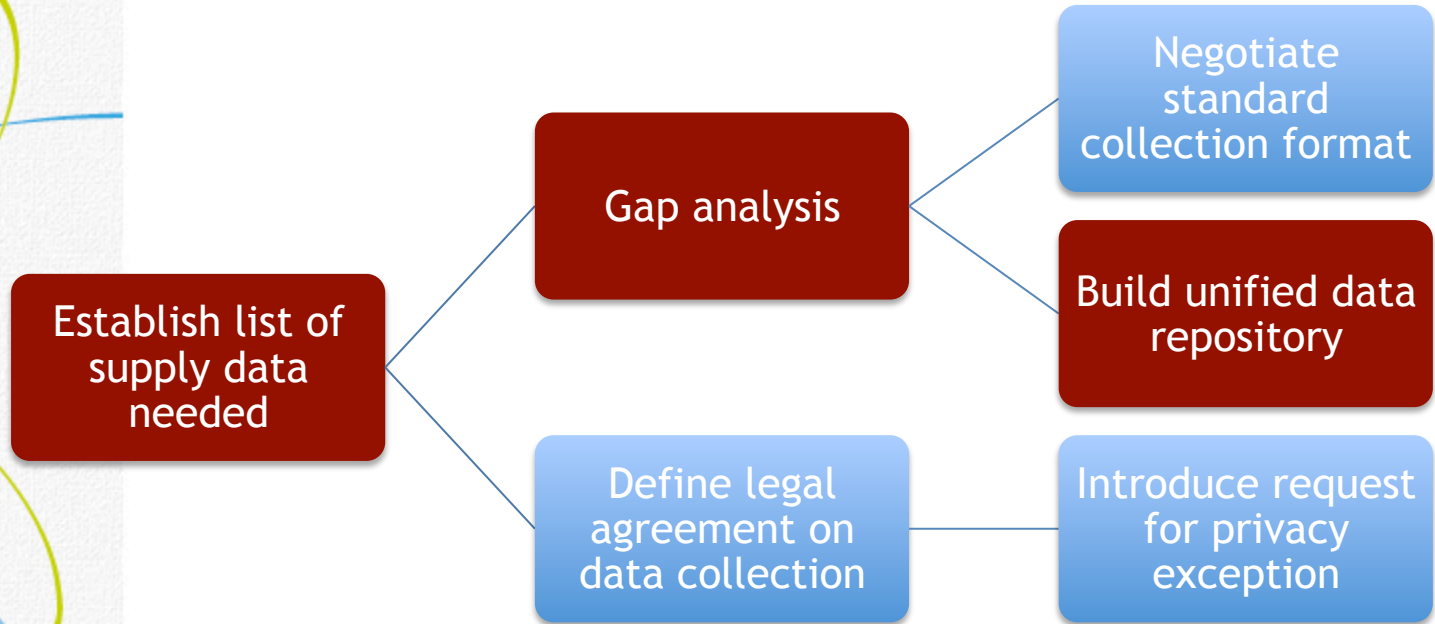 Establish list of
supply data
needed
Gap analysis
Negotiate
standard
collection format
Build unified data
repository
Define legal
agreement on
data collection
Introduce request
for privacy
exception